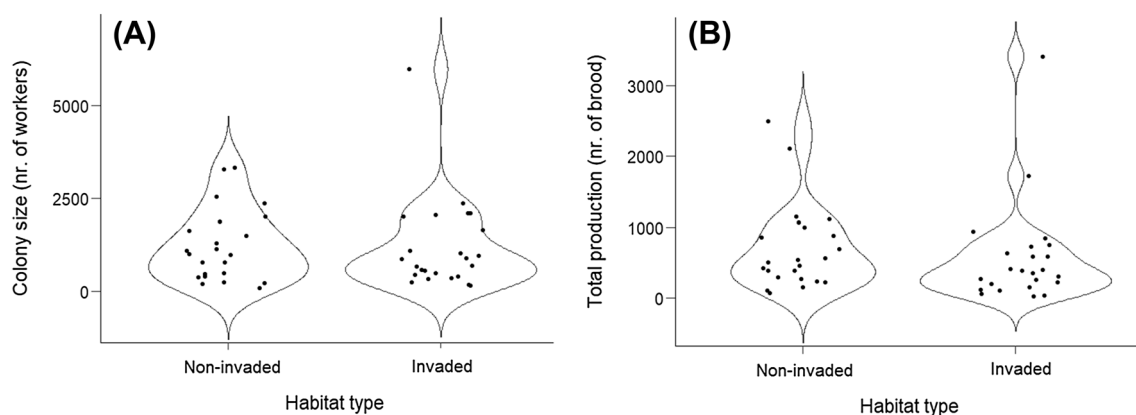 (A)
Colony size (nr. of workers)
5000
2500
0
Non-invaded
Invaded
Habitat type
(B)
Total production (nr. of brood)
3000
2000
1000
0
Non-invaded
Invaded
Habitat type